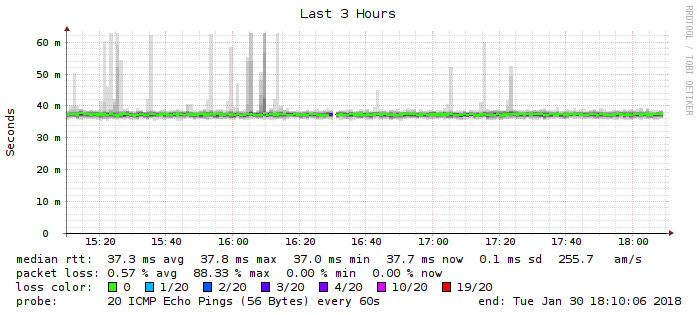 Last 3 Hours
RRDTOOL / TOBI OETIKER
Seconds
60 m
50 m
40 m
30 m
20 m
10 m
0
15:20 15:40 16:00 16:20 16:40 17:00 17:20 17:40 18:00
median rtt: 37.3 ms avg 37.8 ms max 37.0 ms min 37.7 ms now 0.1 ms sd 255.7 am/s
packet loss: 0.57 % avg 88.33 % max 0.00 % min 0.00 % now
loss color: 0 1/20 2/20 3/20 4/20 10/20 19/20
probe: 20 ICMP Echo Pings (56 Bytes) every 60s end: Tue Jan 30 18:10:06 2018